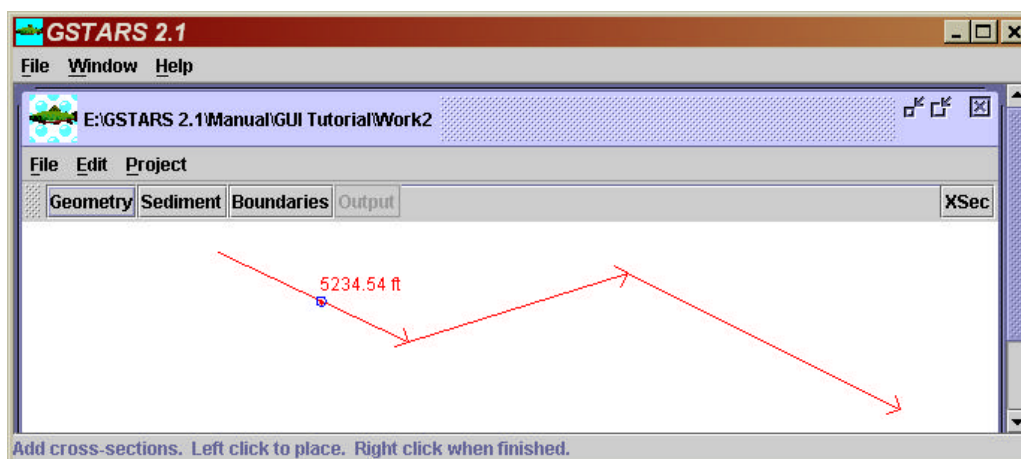 GSTARS 2.1
File Window Help
E:\GSTARS 2.1\Manual\GUI Tutorial\Work2
File Edit Project
Geometry Sediment Boundaries Output XSec
5234.54 ft
Add cross-sections. Left click to place. Right click when finished.